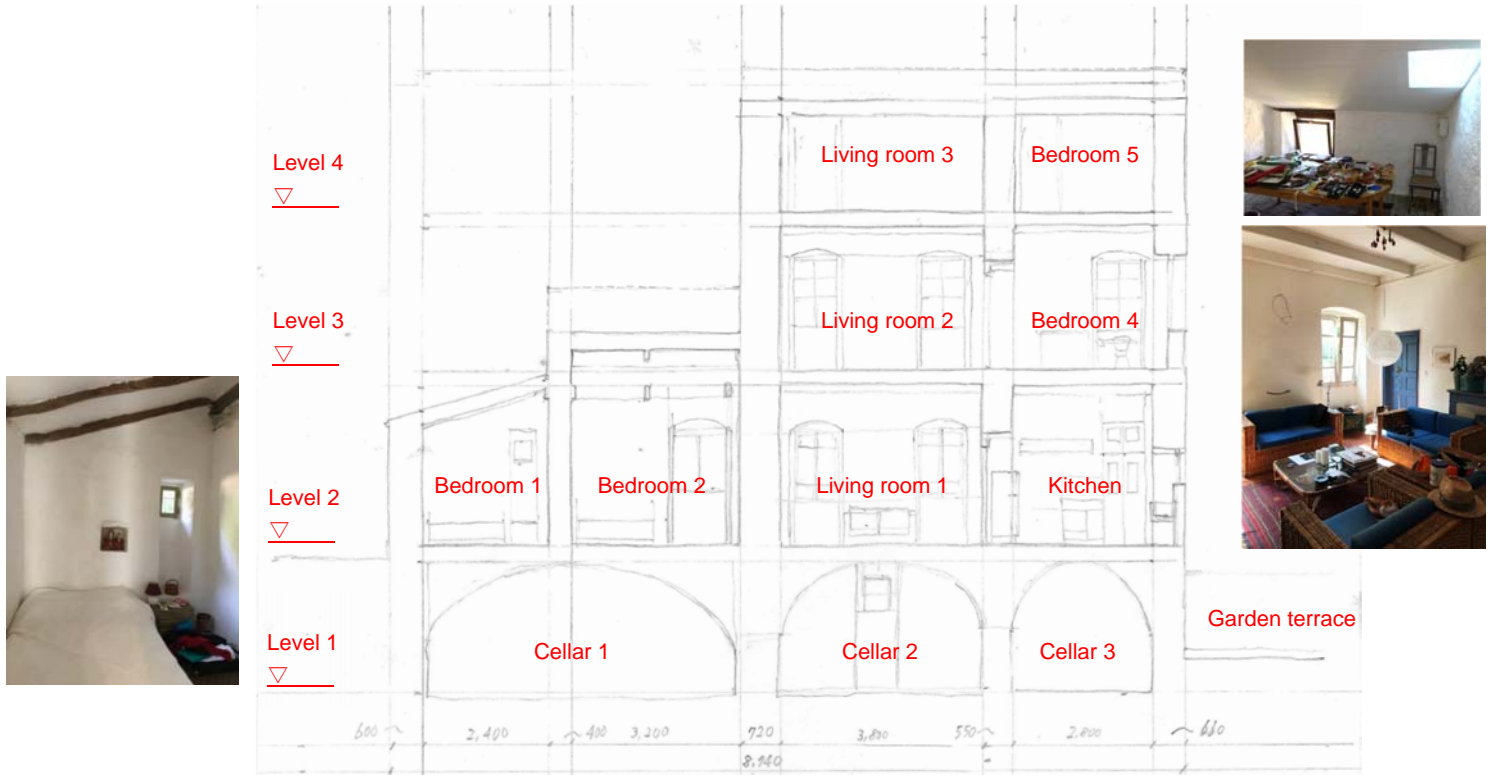 Living room 3
Bedroom 5
Level 4
Living room 2
Bedroom 4
Level 3
Bedroom 1
Bedroom 2
Living room 1
Kitchen
Level 2
Garden terrace
Level 1
Cellar 1
Cellar 2
Cellar 3
600 2,400 400 3,200 720 3,800 550 2,800 660
8,140